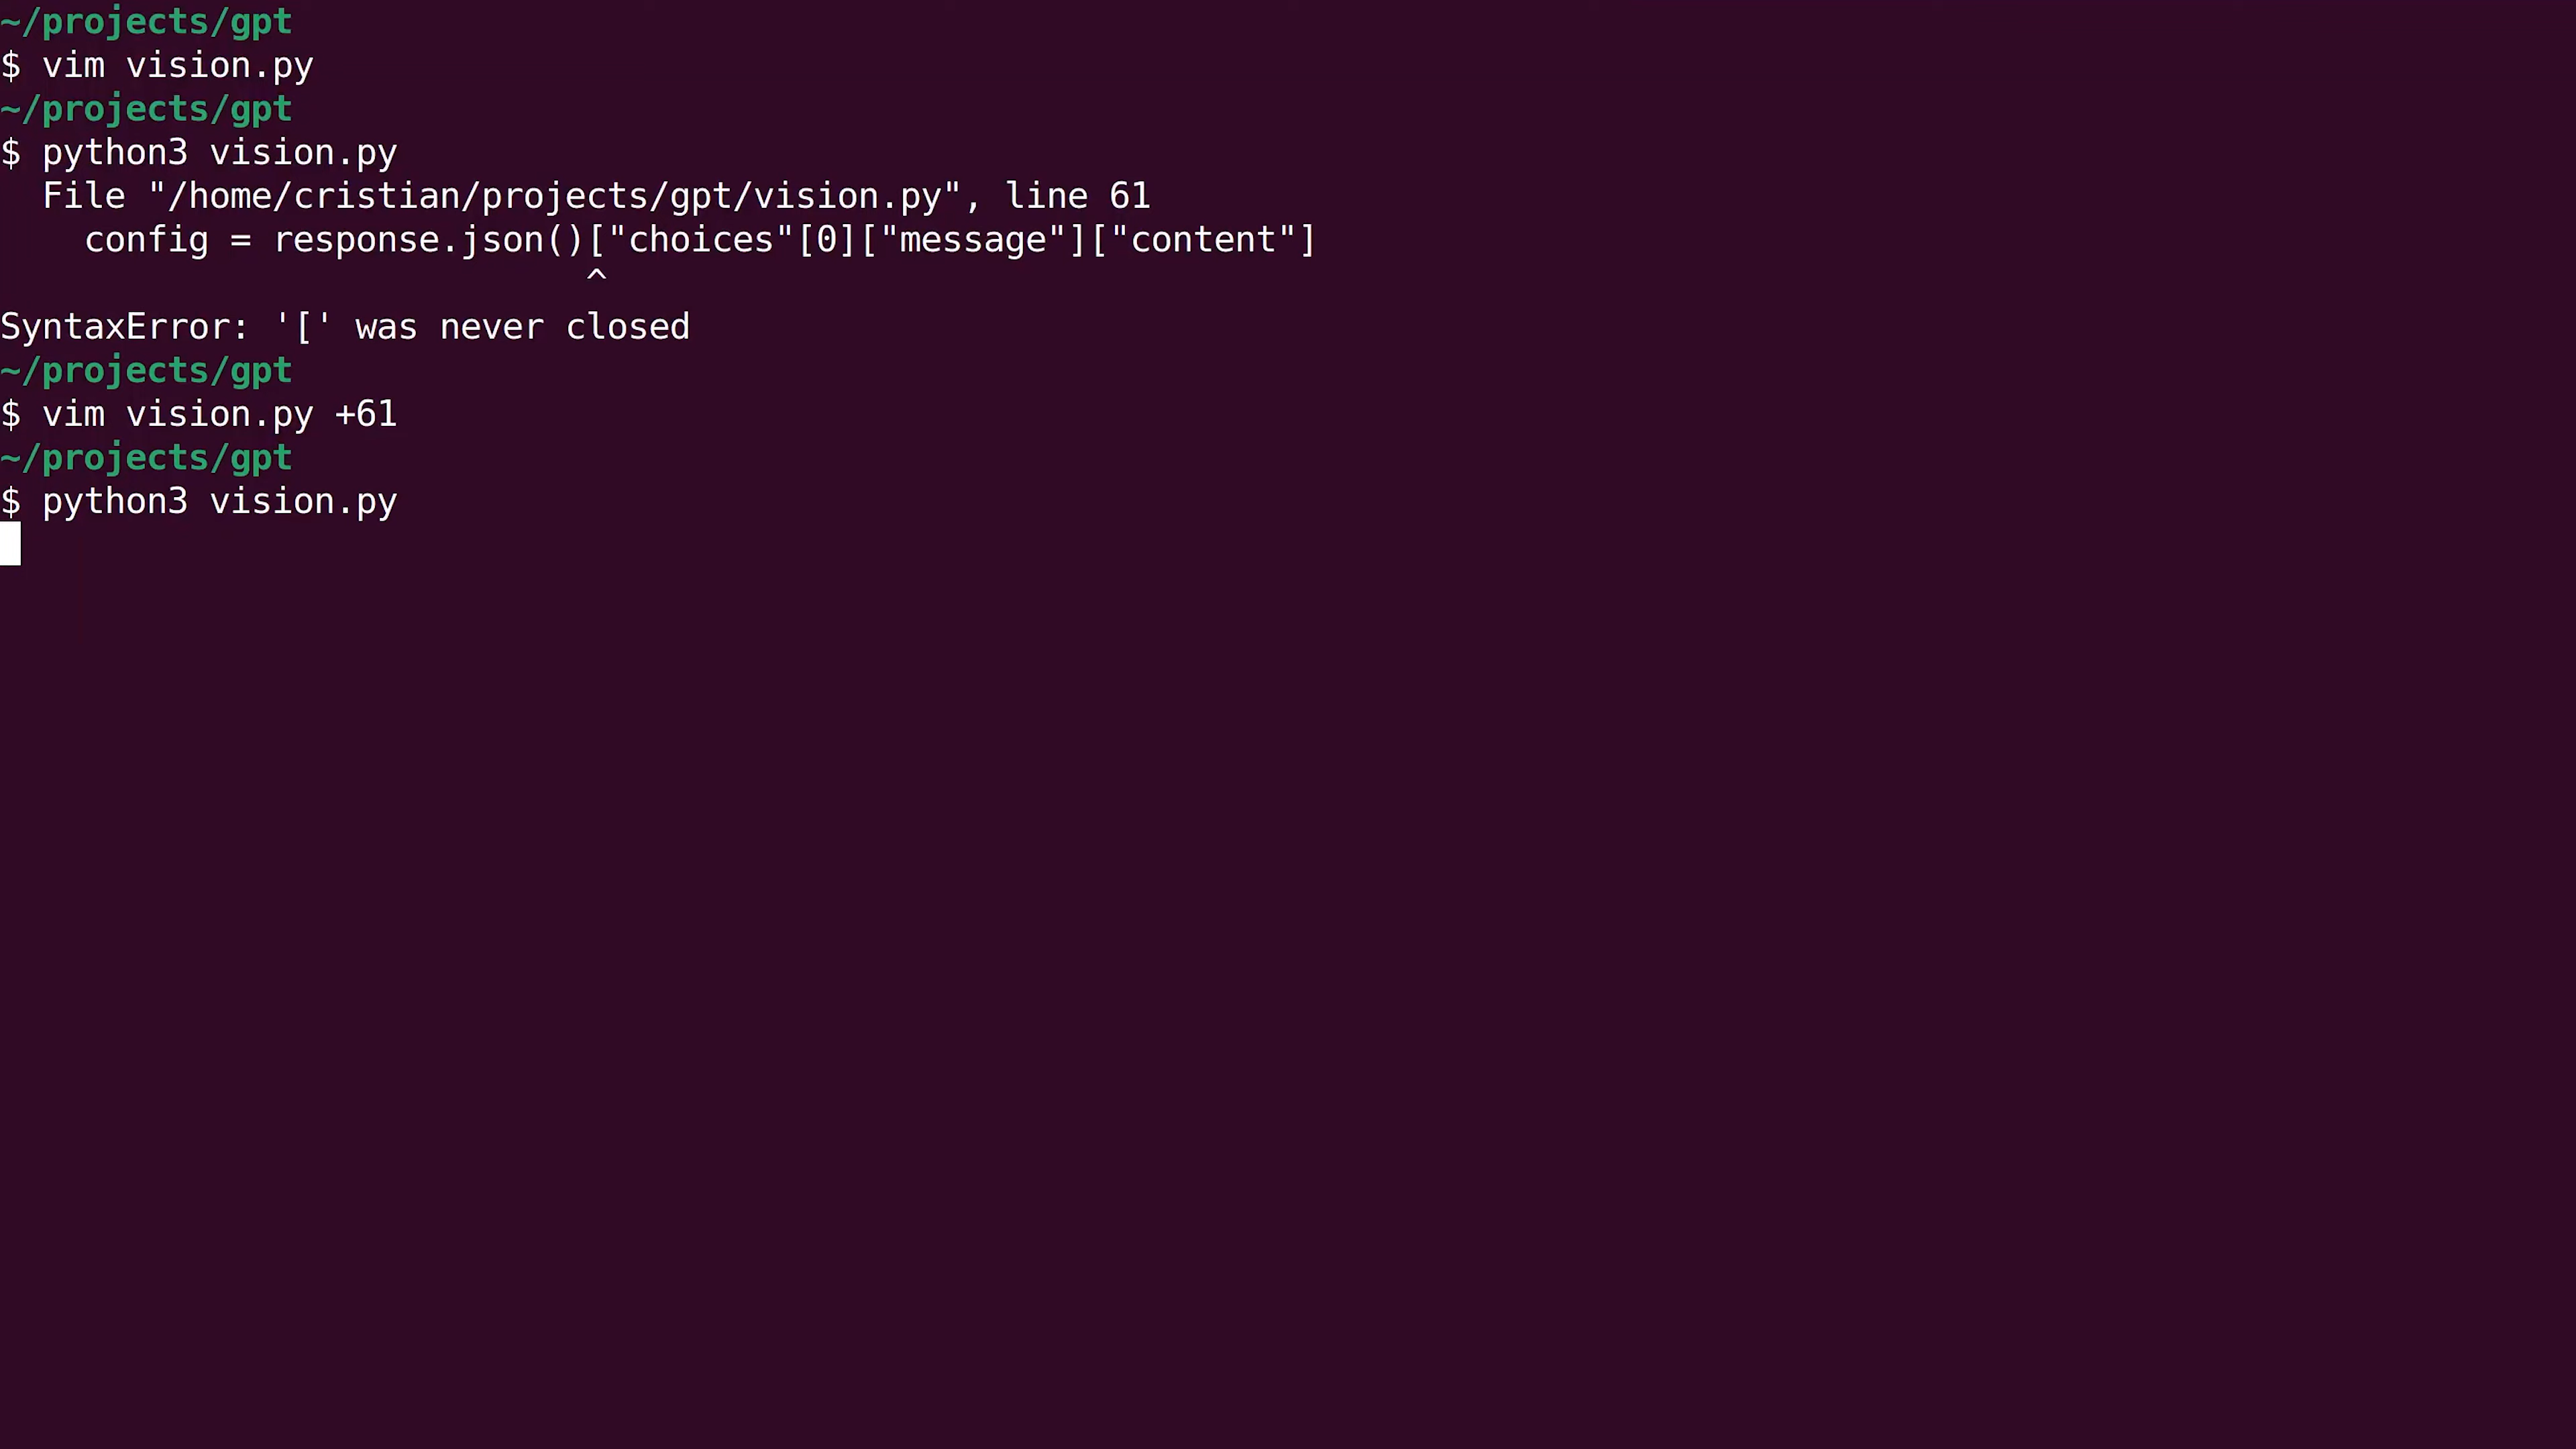 ~/projects/gpt
$ vim vision.py
~/projects/gpt
$ python3 vision.py
  File "/home/cristian/projects/gpt/vision.py", line 61
    config = response.json()["choices"[0]["message"]["content"]
                            ^
SyntaxError: '[' was never closed
~/projects/gpt
$ vim vision.py +61
~/projects/gpt
$ python3 vision.py